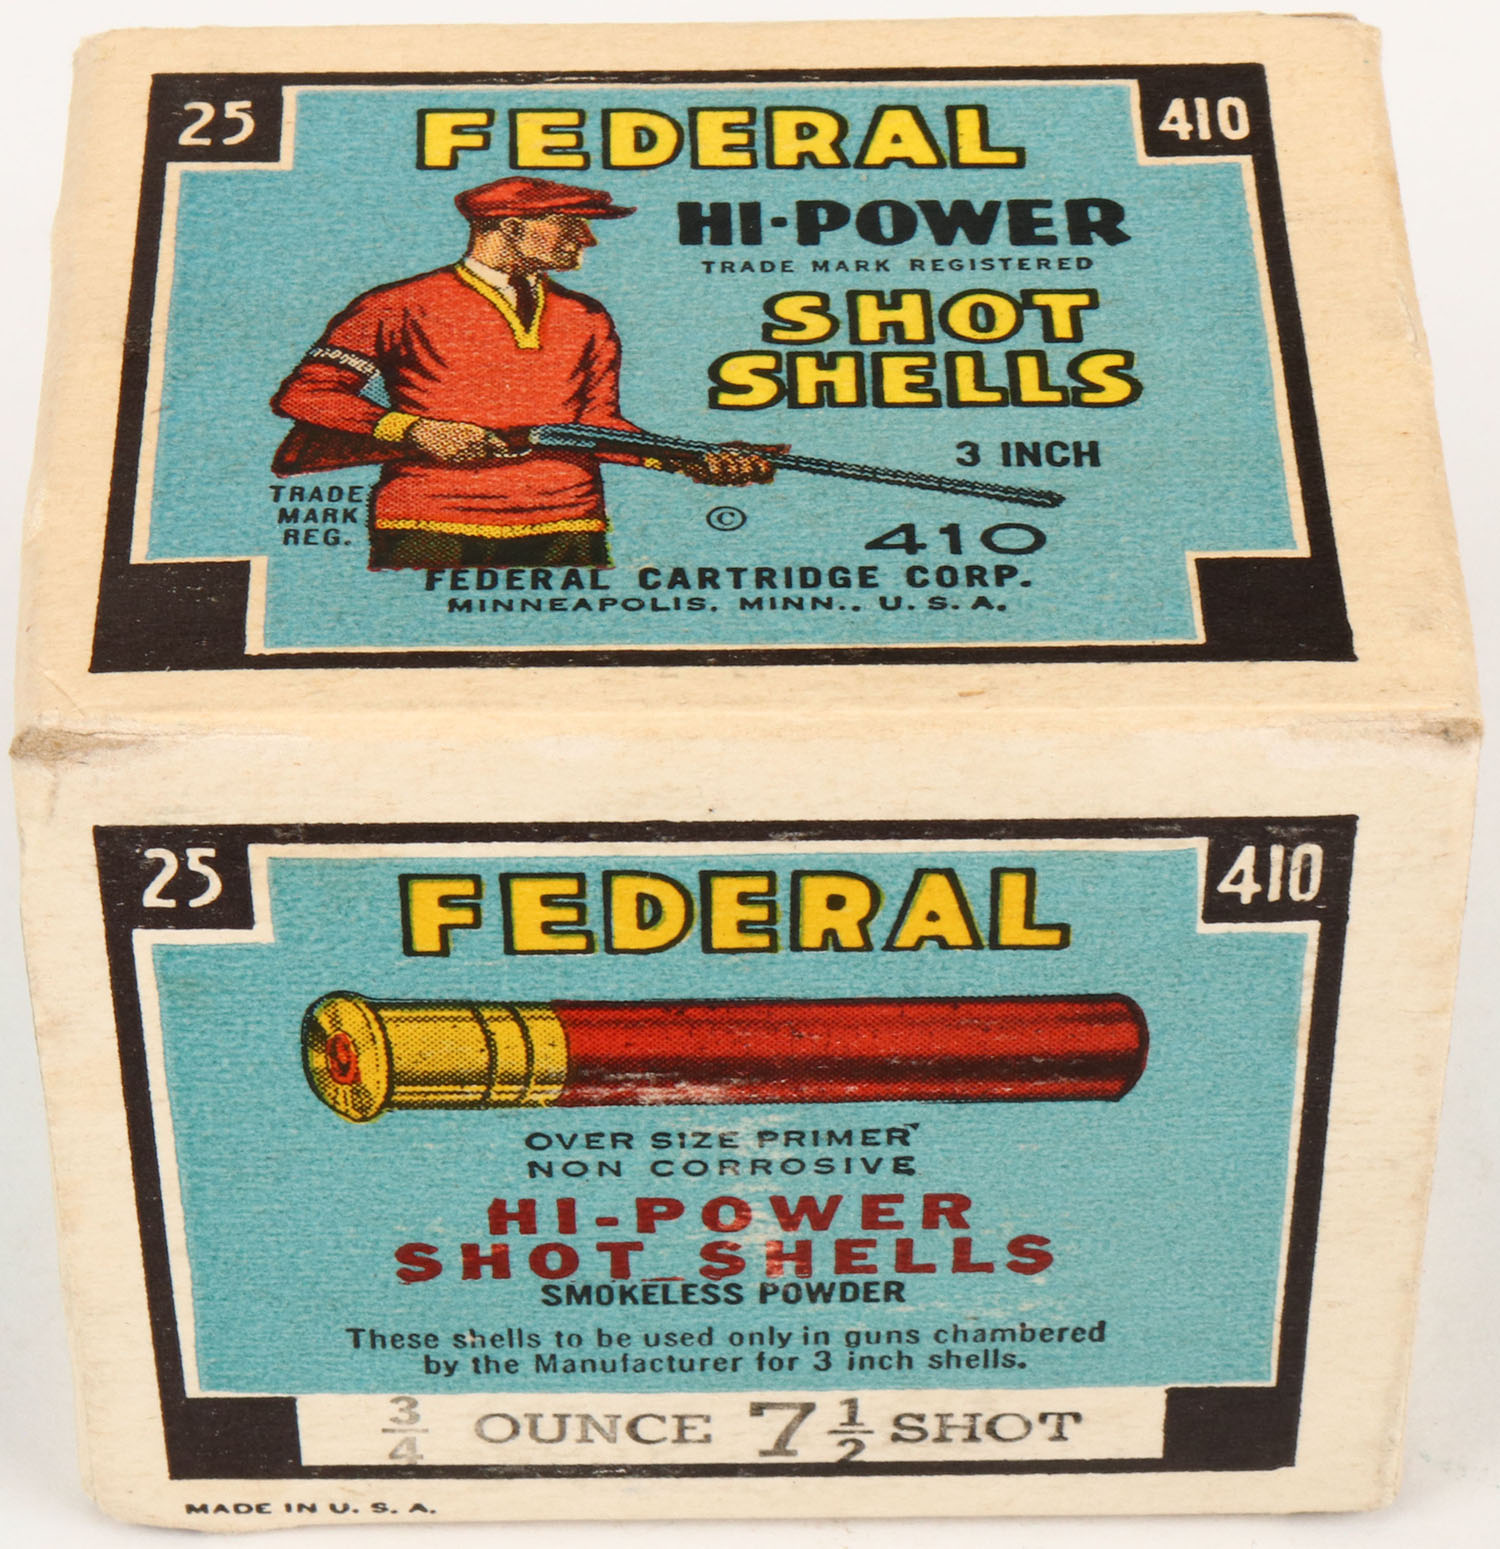 25
410
FEDERAL
HI-POWER
TRADE MARK REGISTERED
SHOT
SHELLS
3 INCH
TRADE
MARK
REG.
©
410
FEDERAL CARTRIDGE CORP.
MINNEAPOLIS, MINN., U. S. A.
25
410
FEDERAL
OVER SIZE PRIMER
NON CORROSIVE
HI-POWER
SHOT SHELLS
SMOKELESS POWDER
These shells to be used only in guns chambered
by the Manufacturer for 3 inch shells.
3/4 OUNCE 7 1/2 SHOT
MADE IN U. S. A.